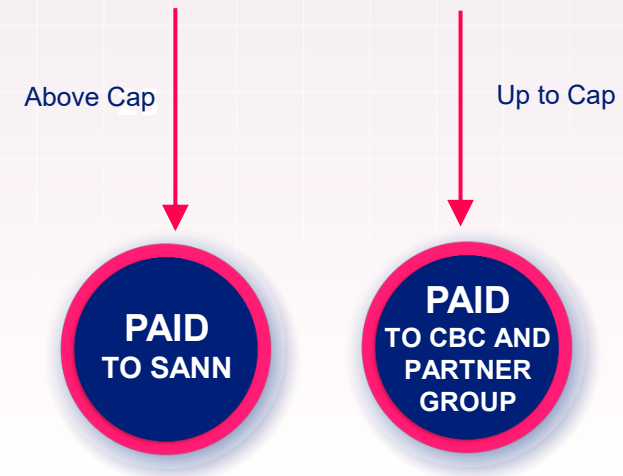 Above Cap
Up to Cap
PAID
TO SANN
PAID
TO CBC AND
PARTNER
GROUP